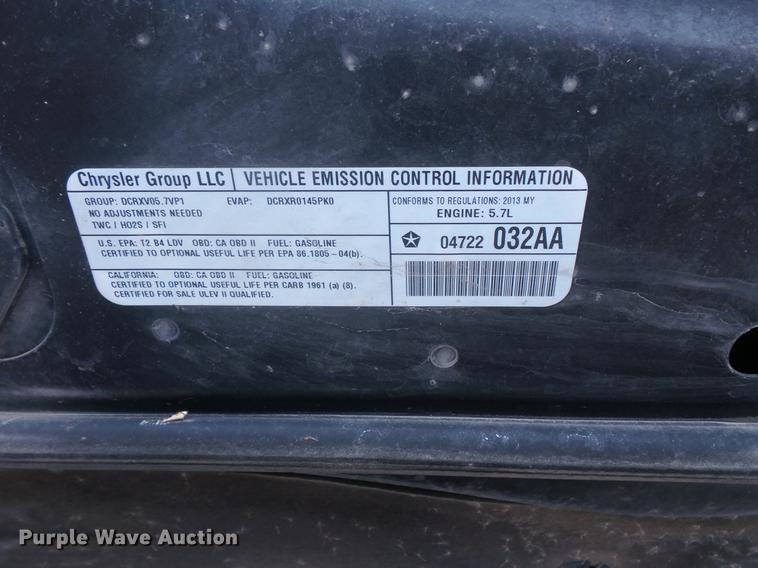 Chrysler Group LLC VEHICLE EMISSION CONTROL INFORMATION
GROUP: DCRXV05.7VP1 EVAP: DCRXR0145PK0
NO ADJUSTMENTS NEEDED
TWC / HO2S / SFI
CONFORMS TO REGULATIONS: 2013 MY
ENGINE: 5.7L
U.S. EPA: T2 B4 LDV OBD: CA OBD II FUEL: GASOLINE
CERTIFIED TO OPTIONAL USEFUL LIFE PER EPA 86.1805-04(b).
04722 032AA
CALIFORNIA: OBD: CA OBD II FUEL: GASOLINE
CERTIFIED TO OPTIONAL USEFUL LIFE PER CARB 1961 (a) (8).
CERTIFIED FOR SALE ULEV II QUALIFIED.
Purple Wave Auction